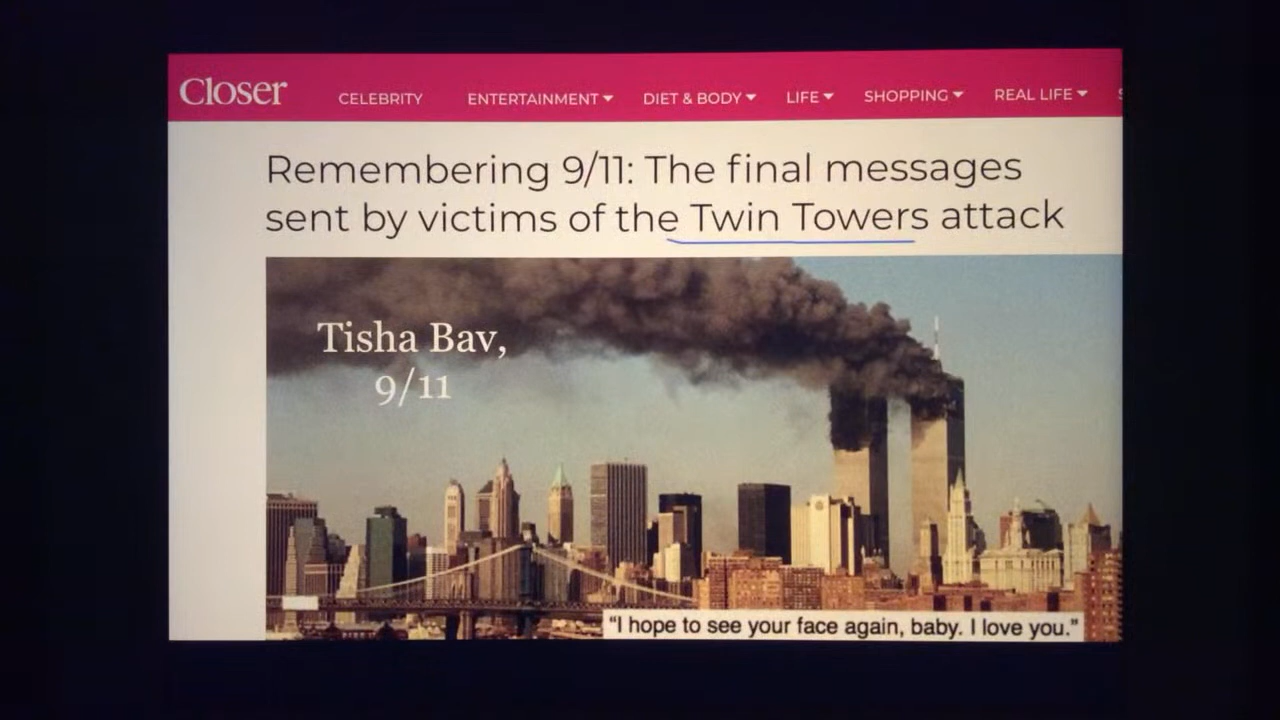 Closer
CELEBRITY ENTERTAINMENT DIET & BODY LIFE SHOPPING REAL LIFE
Remembering 9/11: The final messages
sent by victims of the Twin Towers attack
Tisha Bav,
9/11
"I hope to see your face again, baby. I love you."